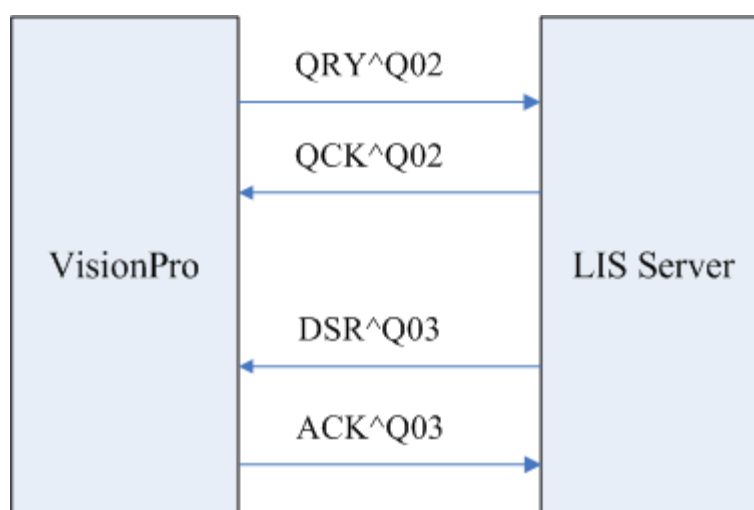 QRY^Q02
QCK^Q02
VisionPro
LIS Server
DSR^Q03
ACK^Q03